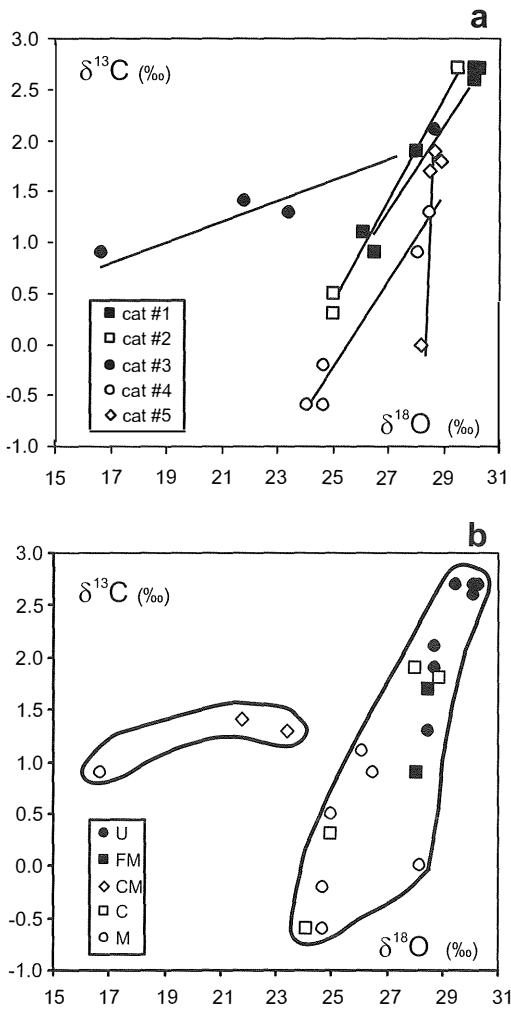 a
3.0
δ¹³C (‰)
2.5
2.0
1.5
1.0
0.5
0.0
-0.5
-1.0
cat #1
cat #2
cat #3
cat #4
cat #5
δ¹⁸O (‰)
15 17 19 21 23 25 27 29 31
b
3.0
δ¹³C (‰)
2.5
2.0
1.5
1.0
0.5
0.0
-0.5
-1.0
U
FM
CM
C
M
δ¹⁸O (‰)
15 17 19 21 23 25 27 29 31